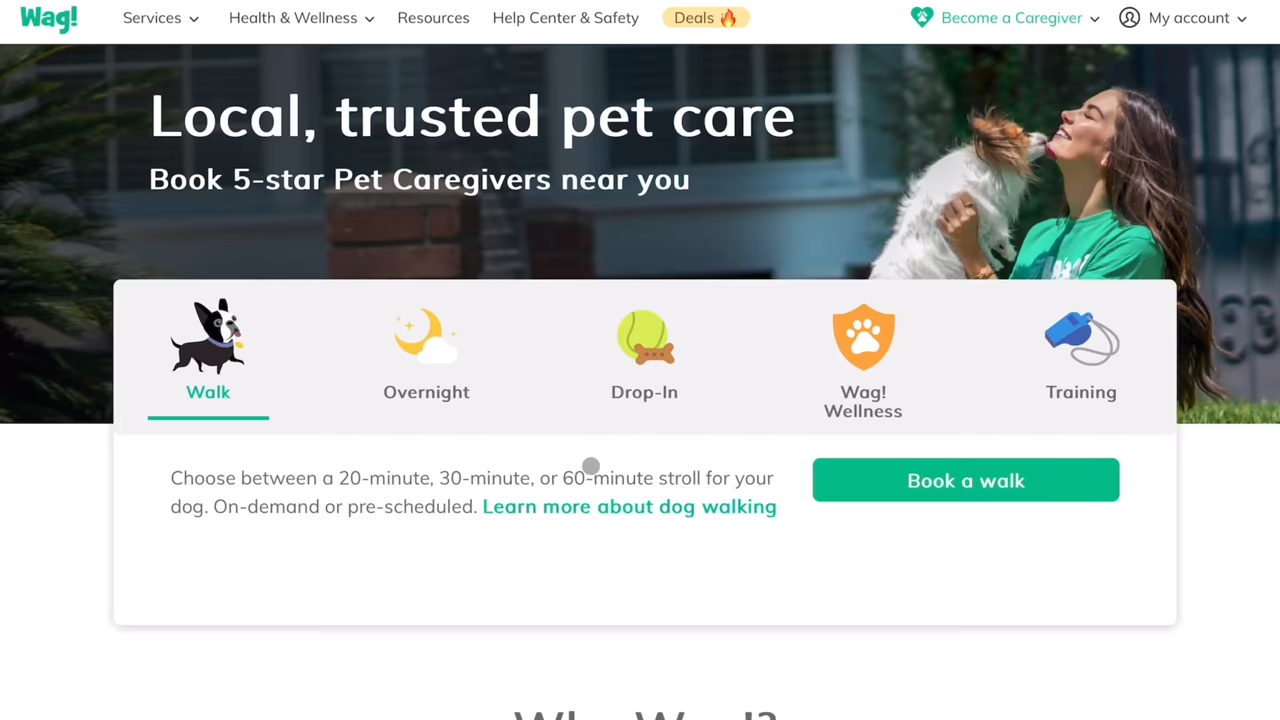 Wag!
Services
Health & Wellness
Resources
Help Center & Safety
Deals
Become a Caregiver
My account
Local, trusted pet care
Book 5-star Pet Caregivers near you
Walk
Overnight
Drop-In
Wag!
Wellness
Training
Choose between a 20-minute, 30-minute, or 60-minute stroll for your
dog. On-demand or pre-scheduled. Learn more about dog walking
Book a walk